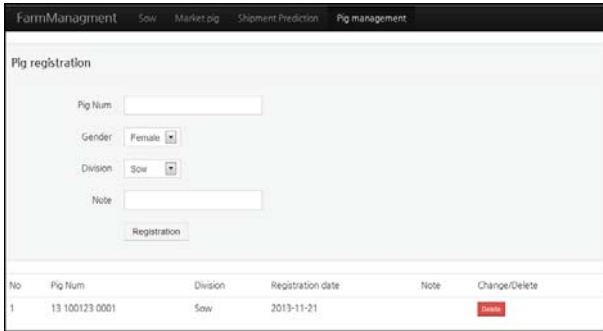 FarmManagment Sow Market pig Shipment Prediction Pig management
Pig registration
Pig Num
Gender Female
Division Sow
Note
Registration
No Pig Num Division Registration date Note Change/Delete
1 13 100123 0001 Sow 2013-11-21 Delete